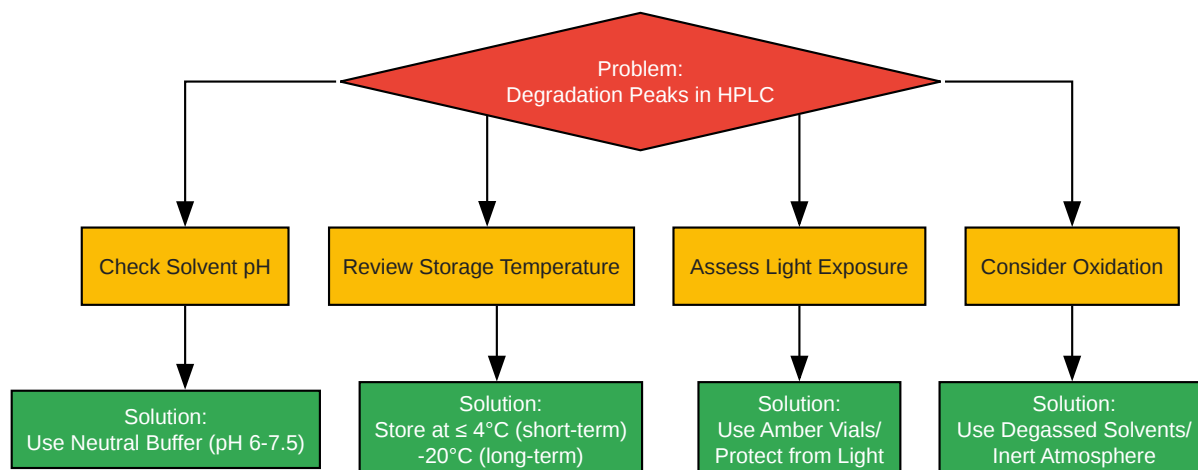 Problem:
Degradation Peaks in HPLC
Check Solvent pH
Review Storage Temperature
Assess Light Exposure
Consider Oxidation
Solution:
Use Neutral Buffer (pH 6-7.5)
Solution:
Store at ≤ 4°C (short-term)
-20°C (long-term)
Solution:
Use Amber Vials/
Protect from Light
Solution:
Use Degassed Solvents/
Inert Atmosphere